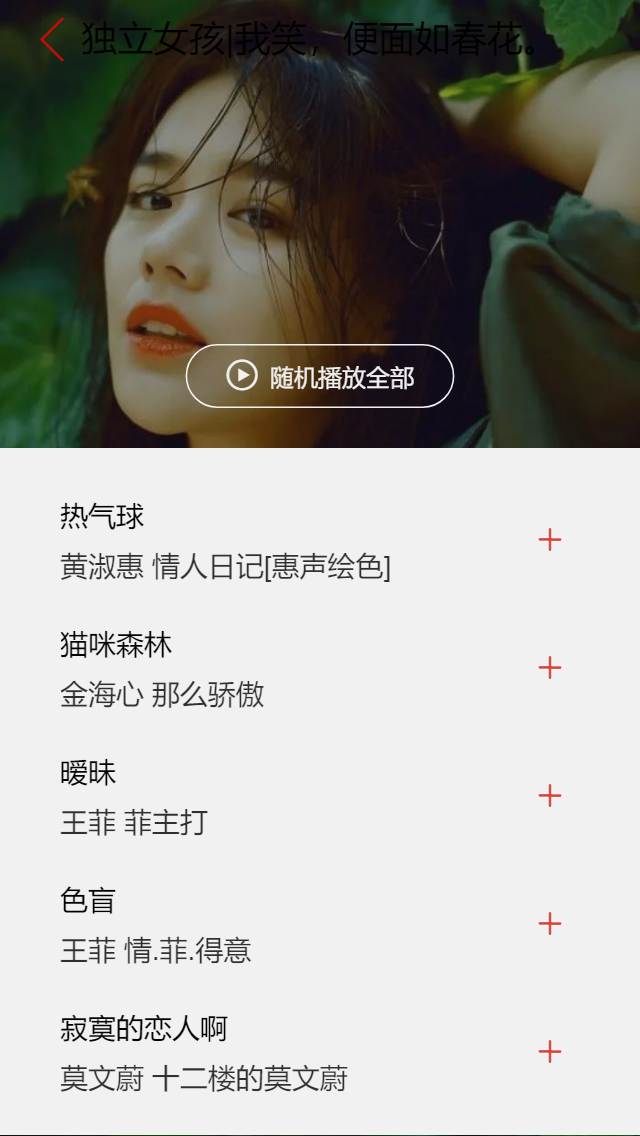 独立女孩|我笑，便面如春花。
随机播放全部
热气球
黄淑惠 情人日记[惠声绘色]
猫咪森林
金海心 那么骄傲
暧昧
王菲 菲主打
色盲
王菲 情.菲.得意
寂寞的恋人啊
莫文蔚 十二楼的莫文蔚